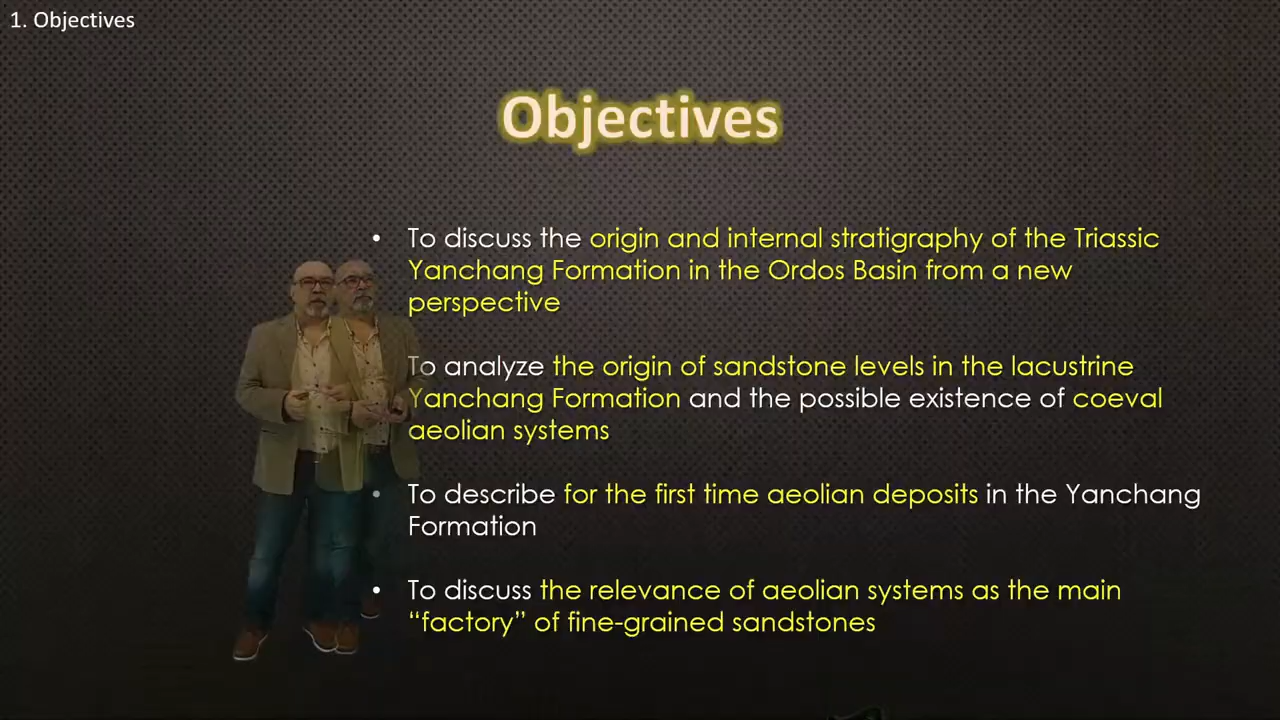 1. Objectives
Objectives
• To discuss the origin and internal stratigraphy of the Triassic
Yanchang Formation in the Ordos Basin from a new
perspective
To analyze the origin of sandstone levels in the lacustrine
Yanchang Formation and the possible existence of coeval
aeolian systems
• To describe for the first time aeolian deposits in the Yanchang
Formation
• To discuss the relevance of aeolian systems as the main
“factory” of fine-grained sandstones